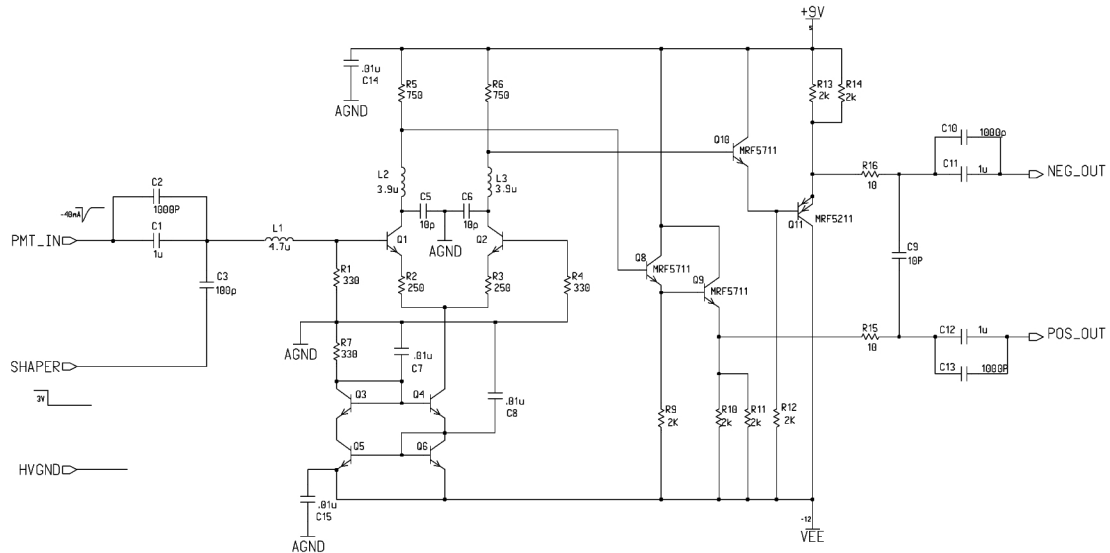 +9V
5
.01u
C14
AGND
R5
750
R6
750
R13
2k
R14
2k
Q10
MRF5711
L2
3.9u
L3
3.9u
C5
10p
C6
10p
AGND
Q1
Q2
C2
1000P
-40mA
C1
1u
PMT_IN
L1
4.7u
R1
330
R2
250
R3
250
R4
330
C3
100p
AGND
R7
330
.01u
C7
SHAPER
3V
Q3
Q4
.01u
C8
Q5
Q6
HVGND
.01u
C15
AGND
Q8
MRF5711
Q9
MRF5711
R9
2K
R10
2k
R11
2k
R12
2K
Q11
MRF5211
R16
10
C10
1000p
C11
1u
NEG_OUT
C9
10P
R15
10
C12
1u
POS_OUT
C13
1000P
-12
VEE